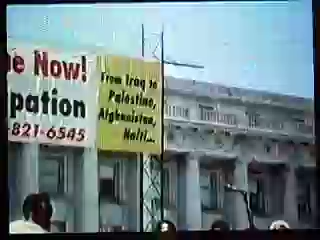 e Now!
pation
-821-6545
From Iraq to
Palestine,
Afghanistan,
Haiti...